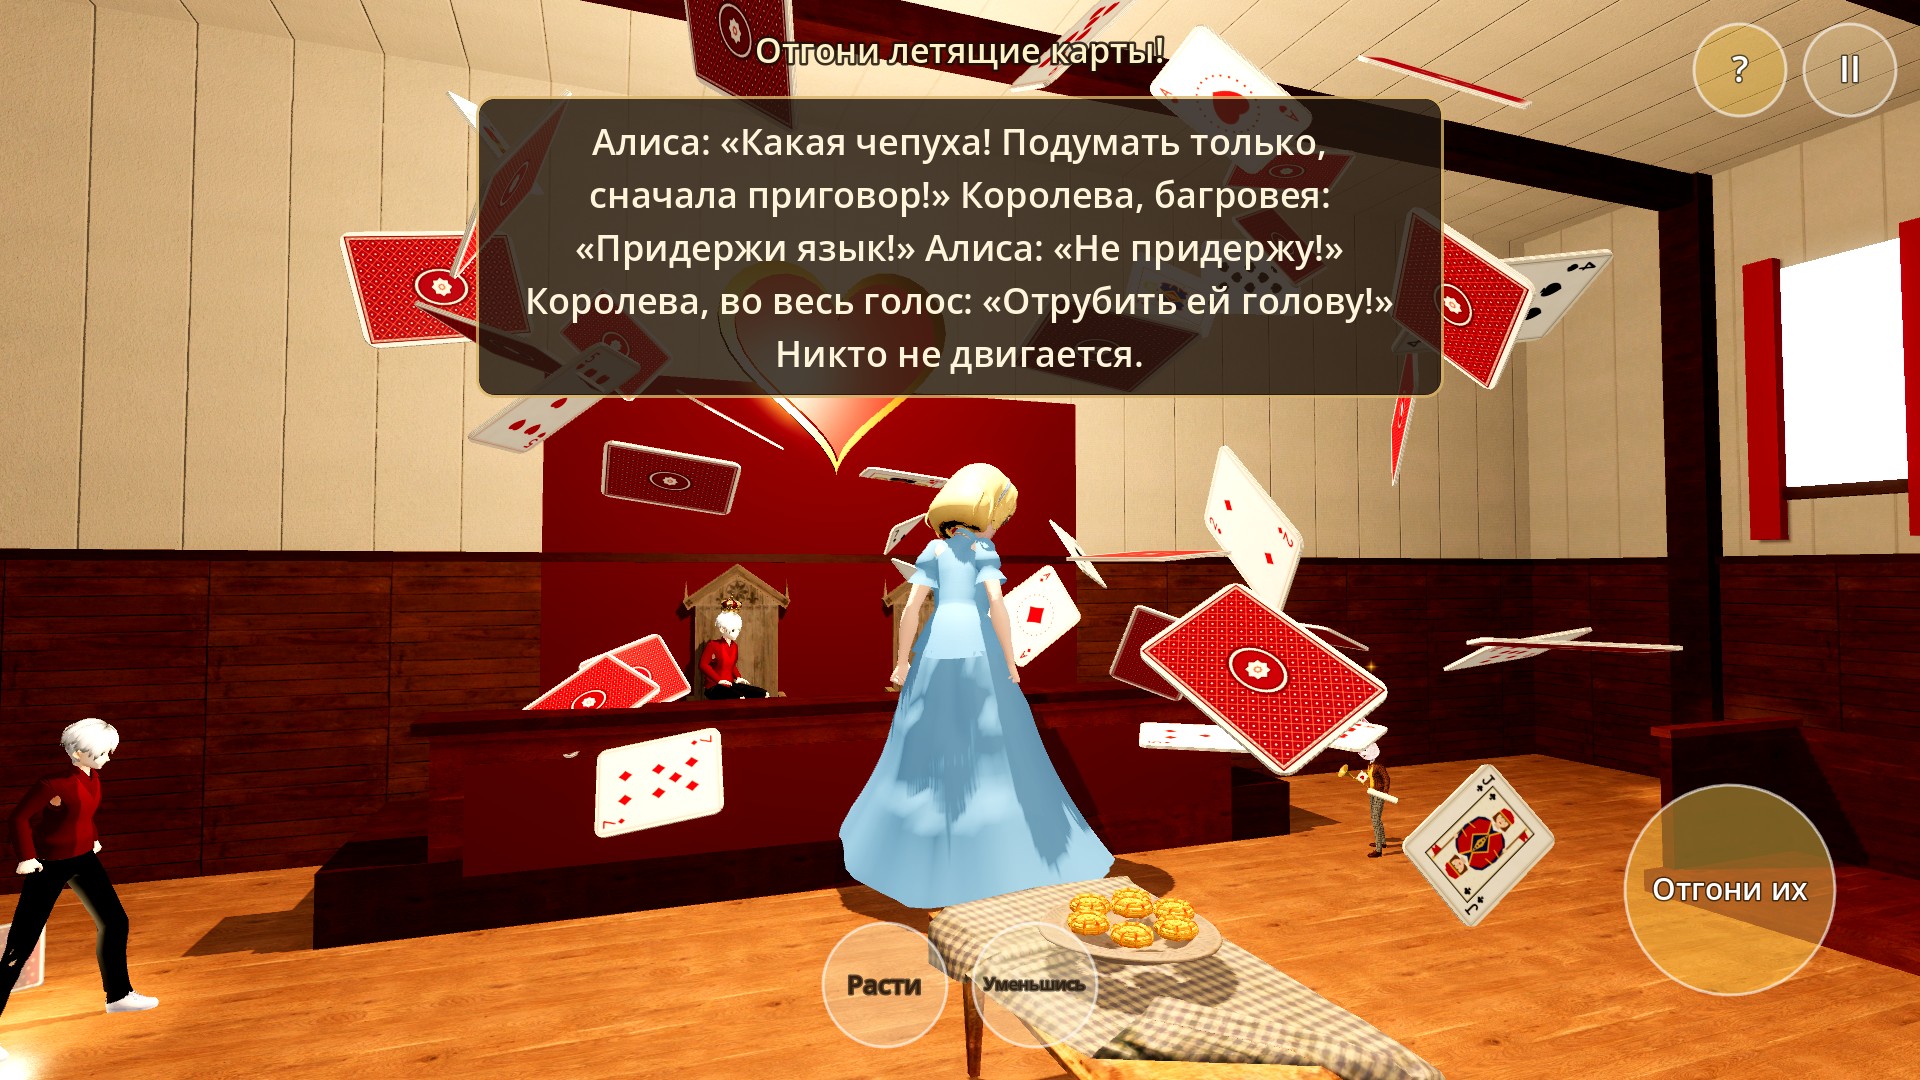 Отгони летящие карты!
?
Алиса: «Какая чепуха! Подумать только,
сначала приговор!» Королева, багровея:
«Придержи язык!» Алиса: «Не придержу!»
Королева, во весь голос: «Отрубить ей голову!»
Никто не двигается.
Отгони их
Расти
Уменьшись